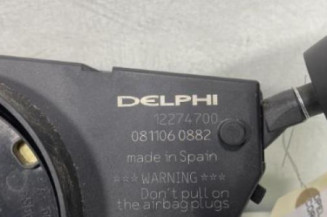 DELPHI
12274700
081106 0882
made in Spain
*** WARNING ***
Don't pull on
the airbag plugs